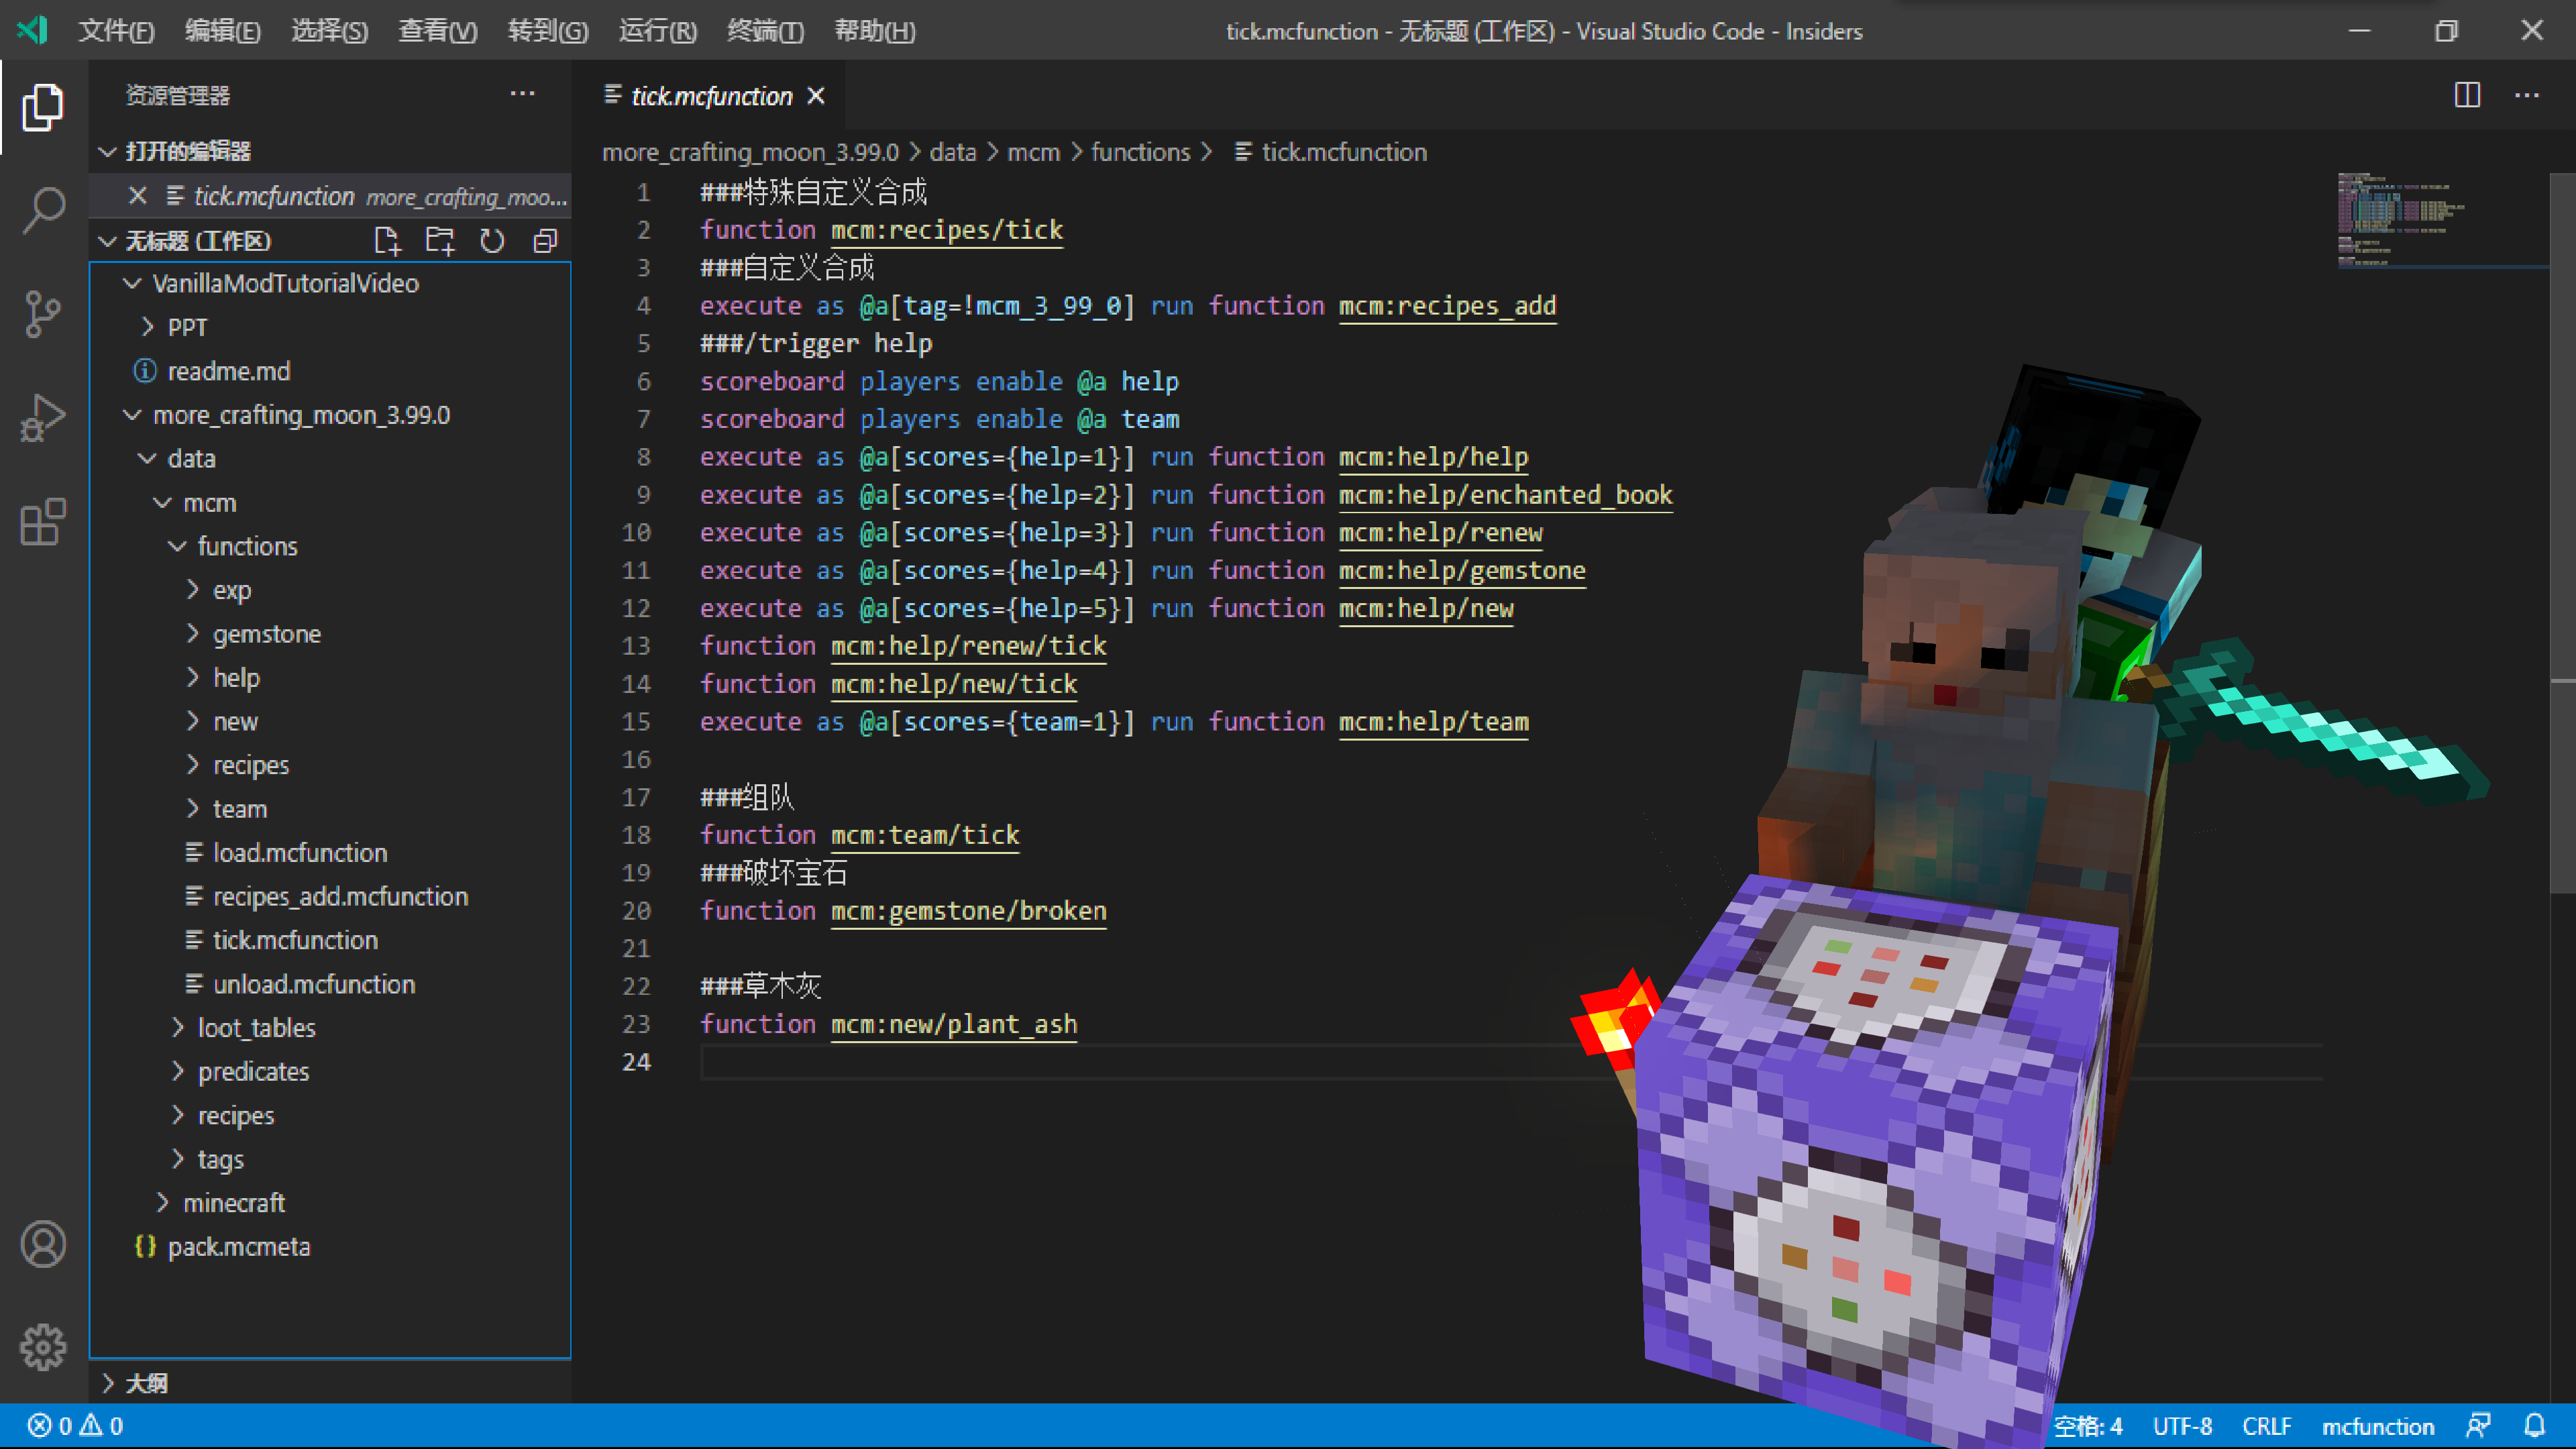 文件(F) 编辑(E) 选择(S) 查看(V) 转到(G) 运行(R) 终端(T) 帮助(H)
tick.mcfunction - 无标题 (工作区) - Visual Studio Code - Insiders
资源管理器
打开的编辑器
tick.mcfunction more_crafting_moo...
无标题 (工作区)
VanillaModTutorialVideo
PPT
readme.md
more_crafting_moon_3.99.0
data
mcm
functions
exp
gemstone
help
new
recipes
team
load.mcfunction
recipes_add.mcfunction
tick.mcfunction
unload.mcfunction
loot_tables
predicates
recipes
tags
minecraft
{} pack.mcmeta
大纲
tick.mcfunction
more_crafting_moon_3.99.0 > data > mcm > functions > tick.mcfunction
1 ###特殊自定义合成
2 function mcm:recipes/tick
3 ###自定义合成
4 execute as @a[tag=!mcm_3_99_0] run function mcm:recipes_add
5 ###/trigger help
6 scoreboard players enable @a help
7 scoreboard players enable @a team
8 execute as @a[scores={help=1}] run function mcm:help/help
9 execute as @a[scores={help=2}] run function mcm:help/enchanted_book
10 execute as @a[scores={help=3}] run function mcm:help/renew
11 execute as @a[scores={help=4}] run function mcm:help/gemstone
12 execute as @a[scores={help=5}] run function mcm:help/new
13 function mcm:help/renew/tick
14 function mcm:help/new/tick
15 execute as @a[scores={team=1}] run function mcm:help/team
16
17 ###组队
18 function mcm:team/tick
19 ###破坏宝石
20 function mcm:gemstone/broken
21
22 ###草木灰
23 function mcm:new/plant_ash
24
0 0
空格: 4 UTF-8 CRLF mcfunction